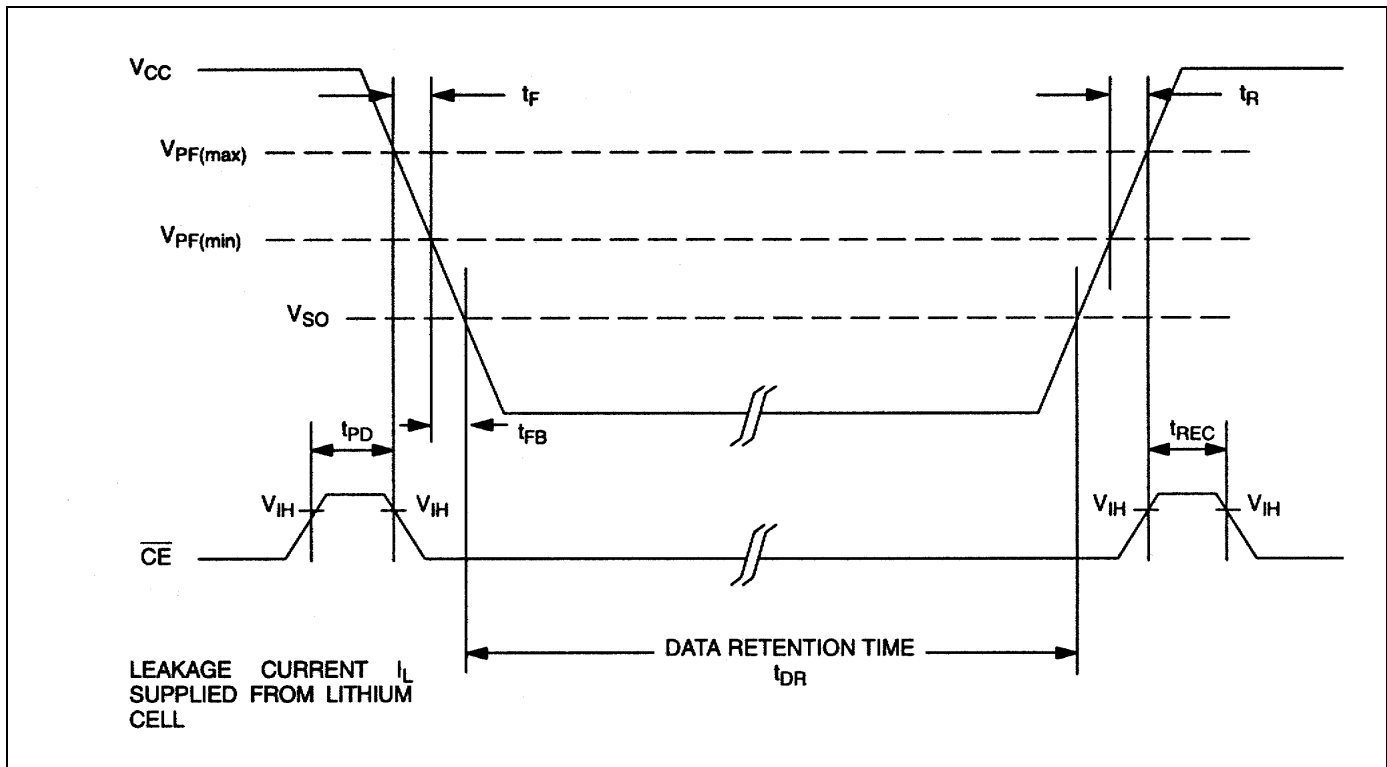 VCC
tF
tR
VPF(max)
VPF(min)
VSO
tPD
tFB
tREC
VIH
VIH
VIH
VIH
CE
DATA RETENTION TIME
tDR
LEAKAGE CURRENT IL
SUPPLIED FROM LITHIUM
CELL